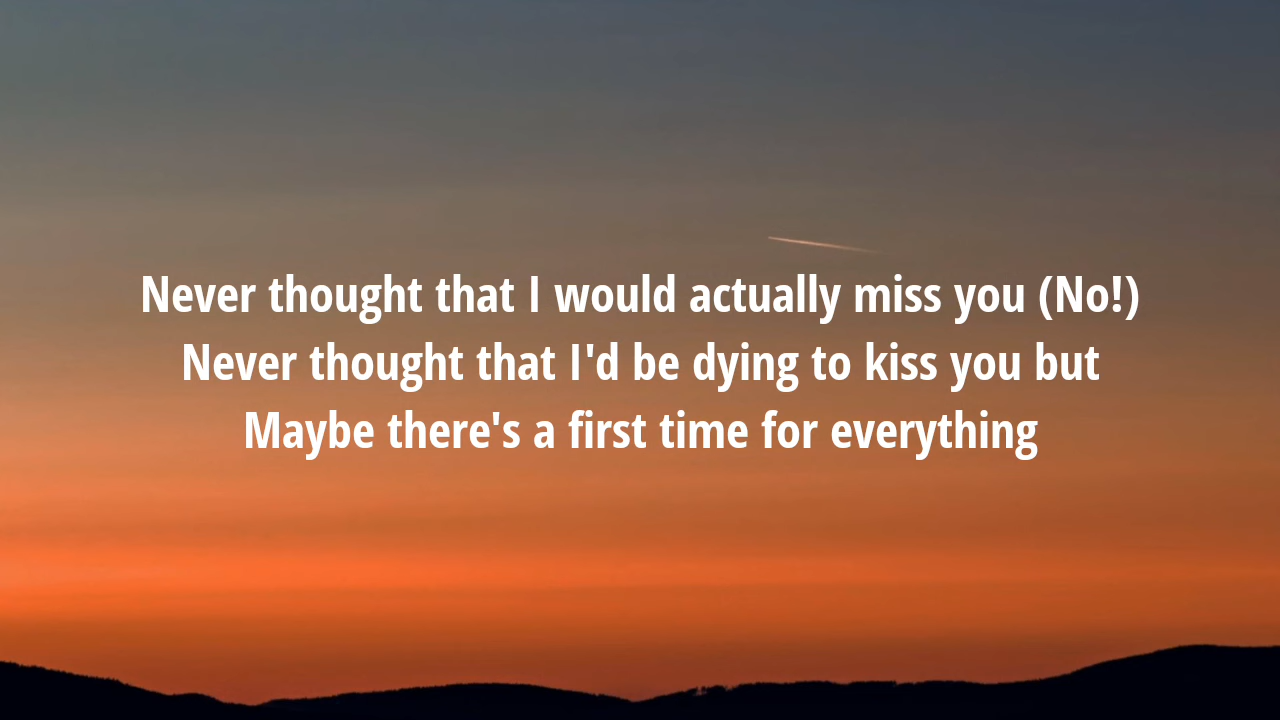 Never thought that I would actually miss you (No!)
Never thought that I'd be dying to kiss you but
Maybe there's a first time for everything